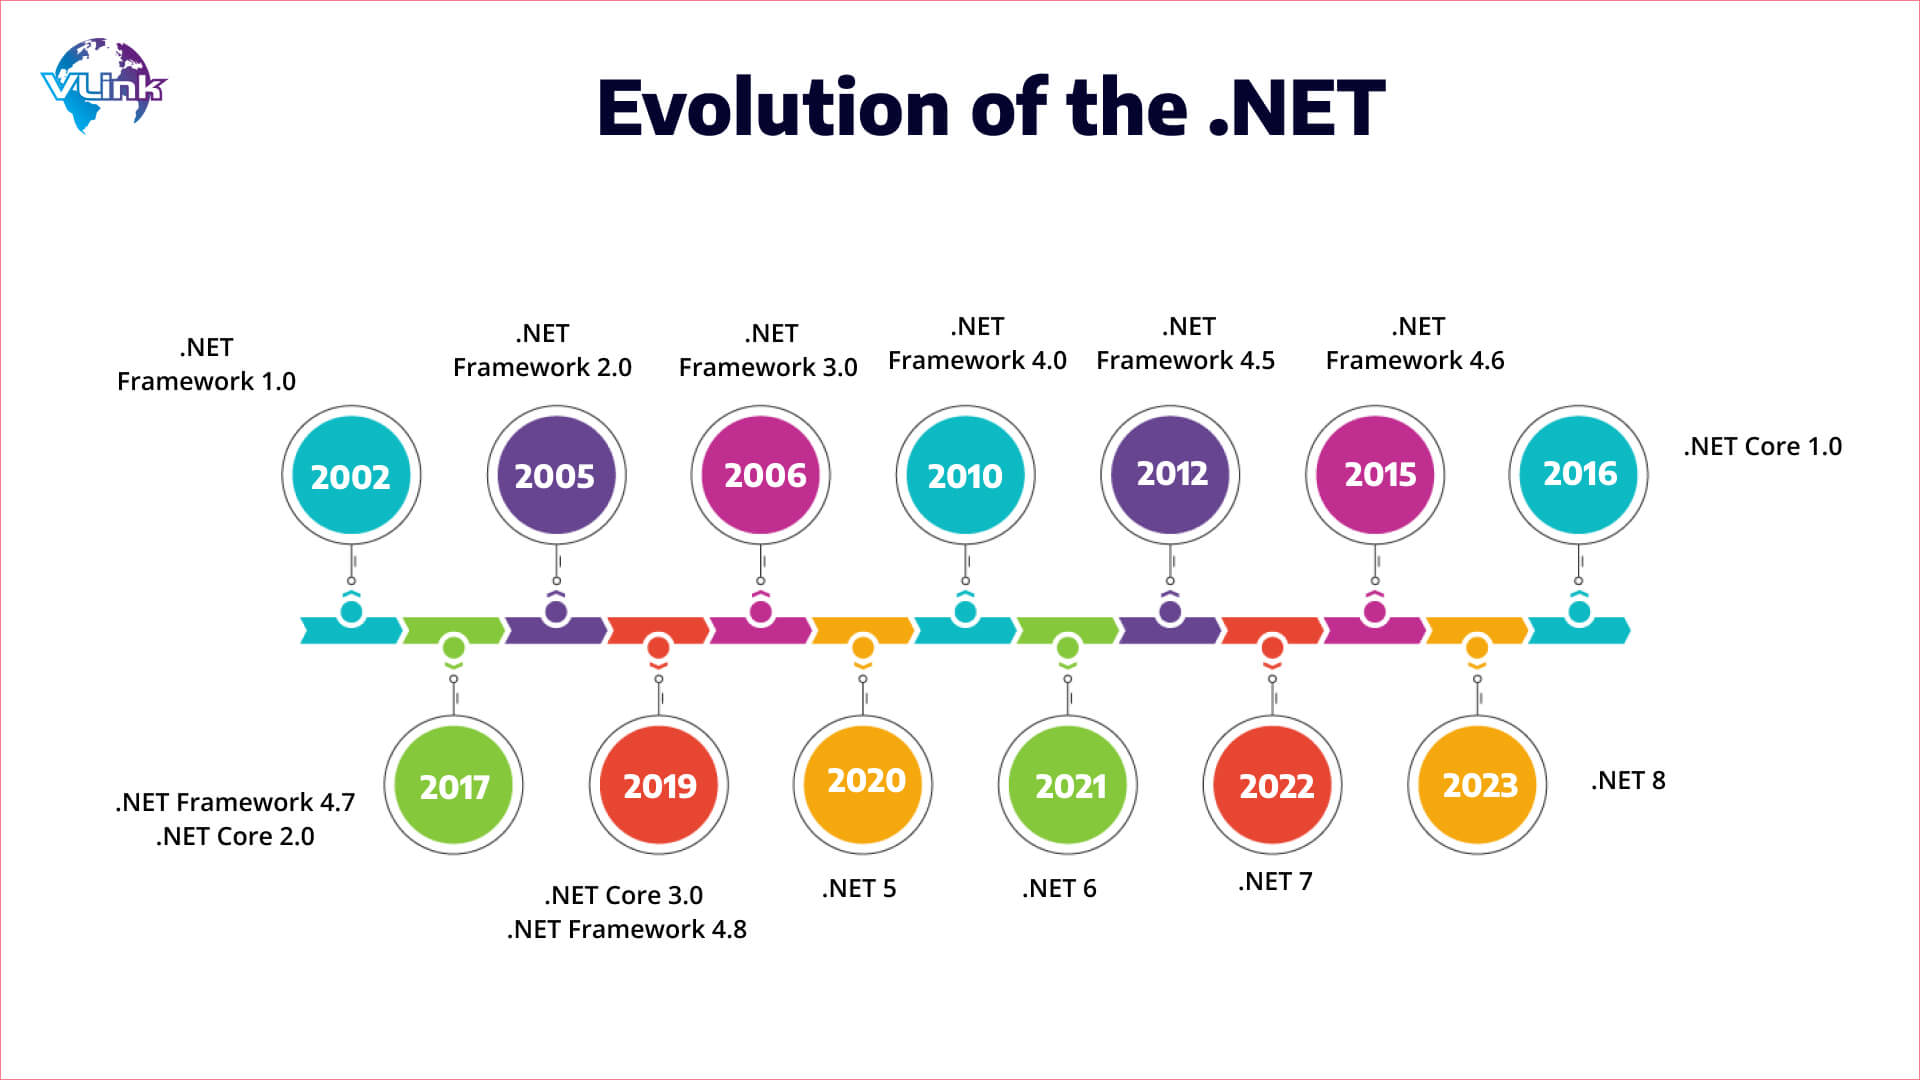 VLink
Evolution of the .NET
.NET
Framework 1.0
.NET
Framework 2.0
.NET
Framework 3.0
.NET
Framework 4.0
.NET
Framework 4.5
.NET
Framework 4.6
2002
2005
2006
2010
2012
2015
2016
.NET Core 1.0
.NET Framework 4.7
.NET Core 2.0
2017
2019
2020
2021
2022
2023
.NET 8
.NET Core 3.0
.NET Framework 4.8
.NET 5
.NET 6
.NET 7